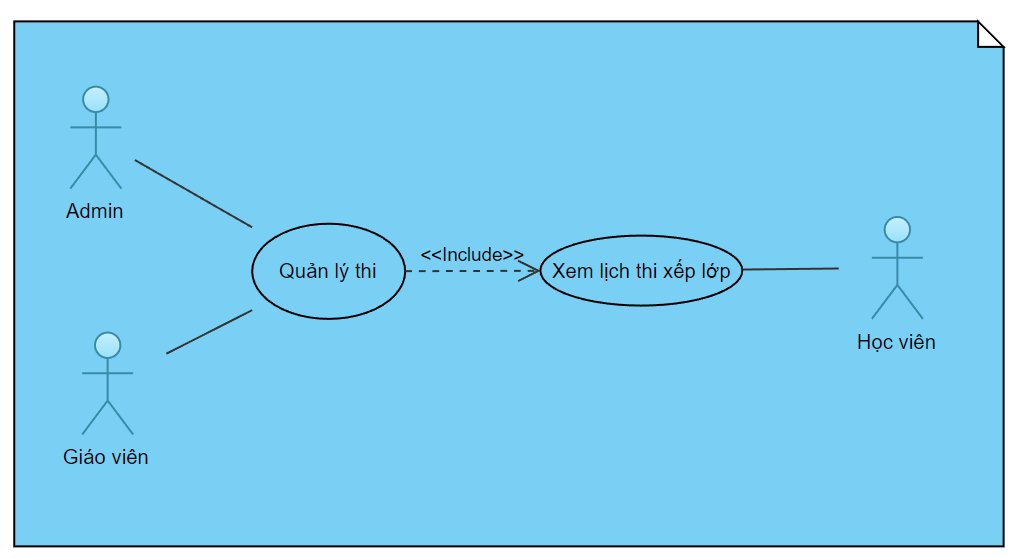 Admin
<<Include>>
Quản lý thi
Xem lịch thi xếp lớp
Học viên
Giáo viên